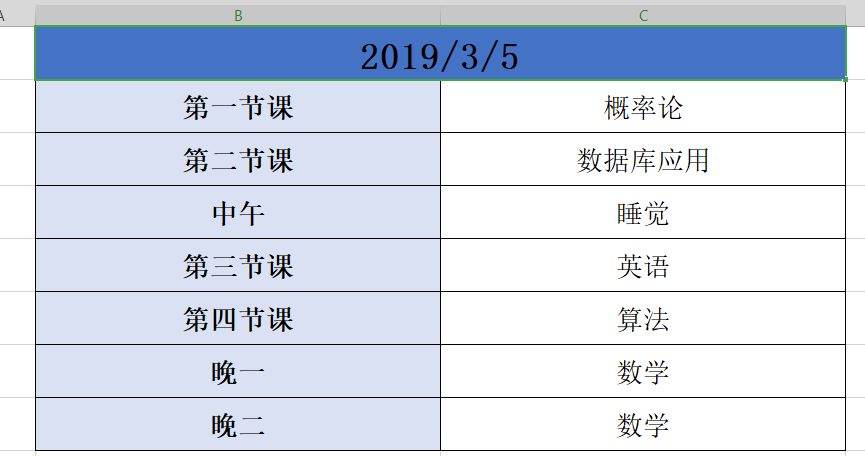 A B C
2019/3/5
第一节课 概率论
第二节课 数据库应用
中午 睡觉
第三节课 英语
第四节课 算法
晚一 数学
晚二 数学